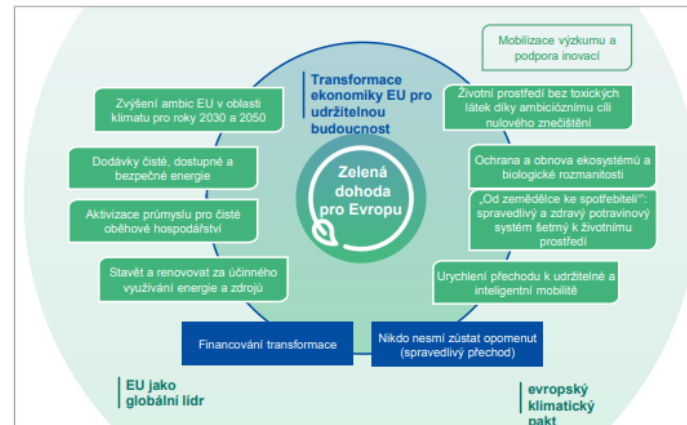 Mobilizace výzkumu a
podpora inovací
Transformace
ekonomiky EU pro
udržitelnou
budoucnost
Zvýšení ambic EU v oblasti
klimatu pro roky 2030 a 2050
Životní prostředí bez toxických
látek díky ambicióznímu cíli
nulového znečištění
Dodávky čisté, dostupné a
bezpečné energie
Zelená
dohoda
pro Evropu
Ochrana a obnova ekosystémů a
biologické rozmanitosti
Aktivizace průmyslu pro čisté
oběhové hospodářství
„Od zemědělce ke spotřebiteli“:
spravedlivý a zdravý potravinový
systém šetrný k životnímu
prostředí
Stavět a renovovat za účinného
využívání energie a zdrojů
Urychlení přechodu k udržitelné a
inteligentní mobilitě
Financování transformace
Nikdo nesmí zůstat opomenut
(spravedlivý přechod)
EU jako
globální lídr
evropský
klimatický
pakt